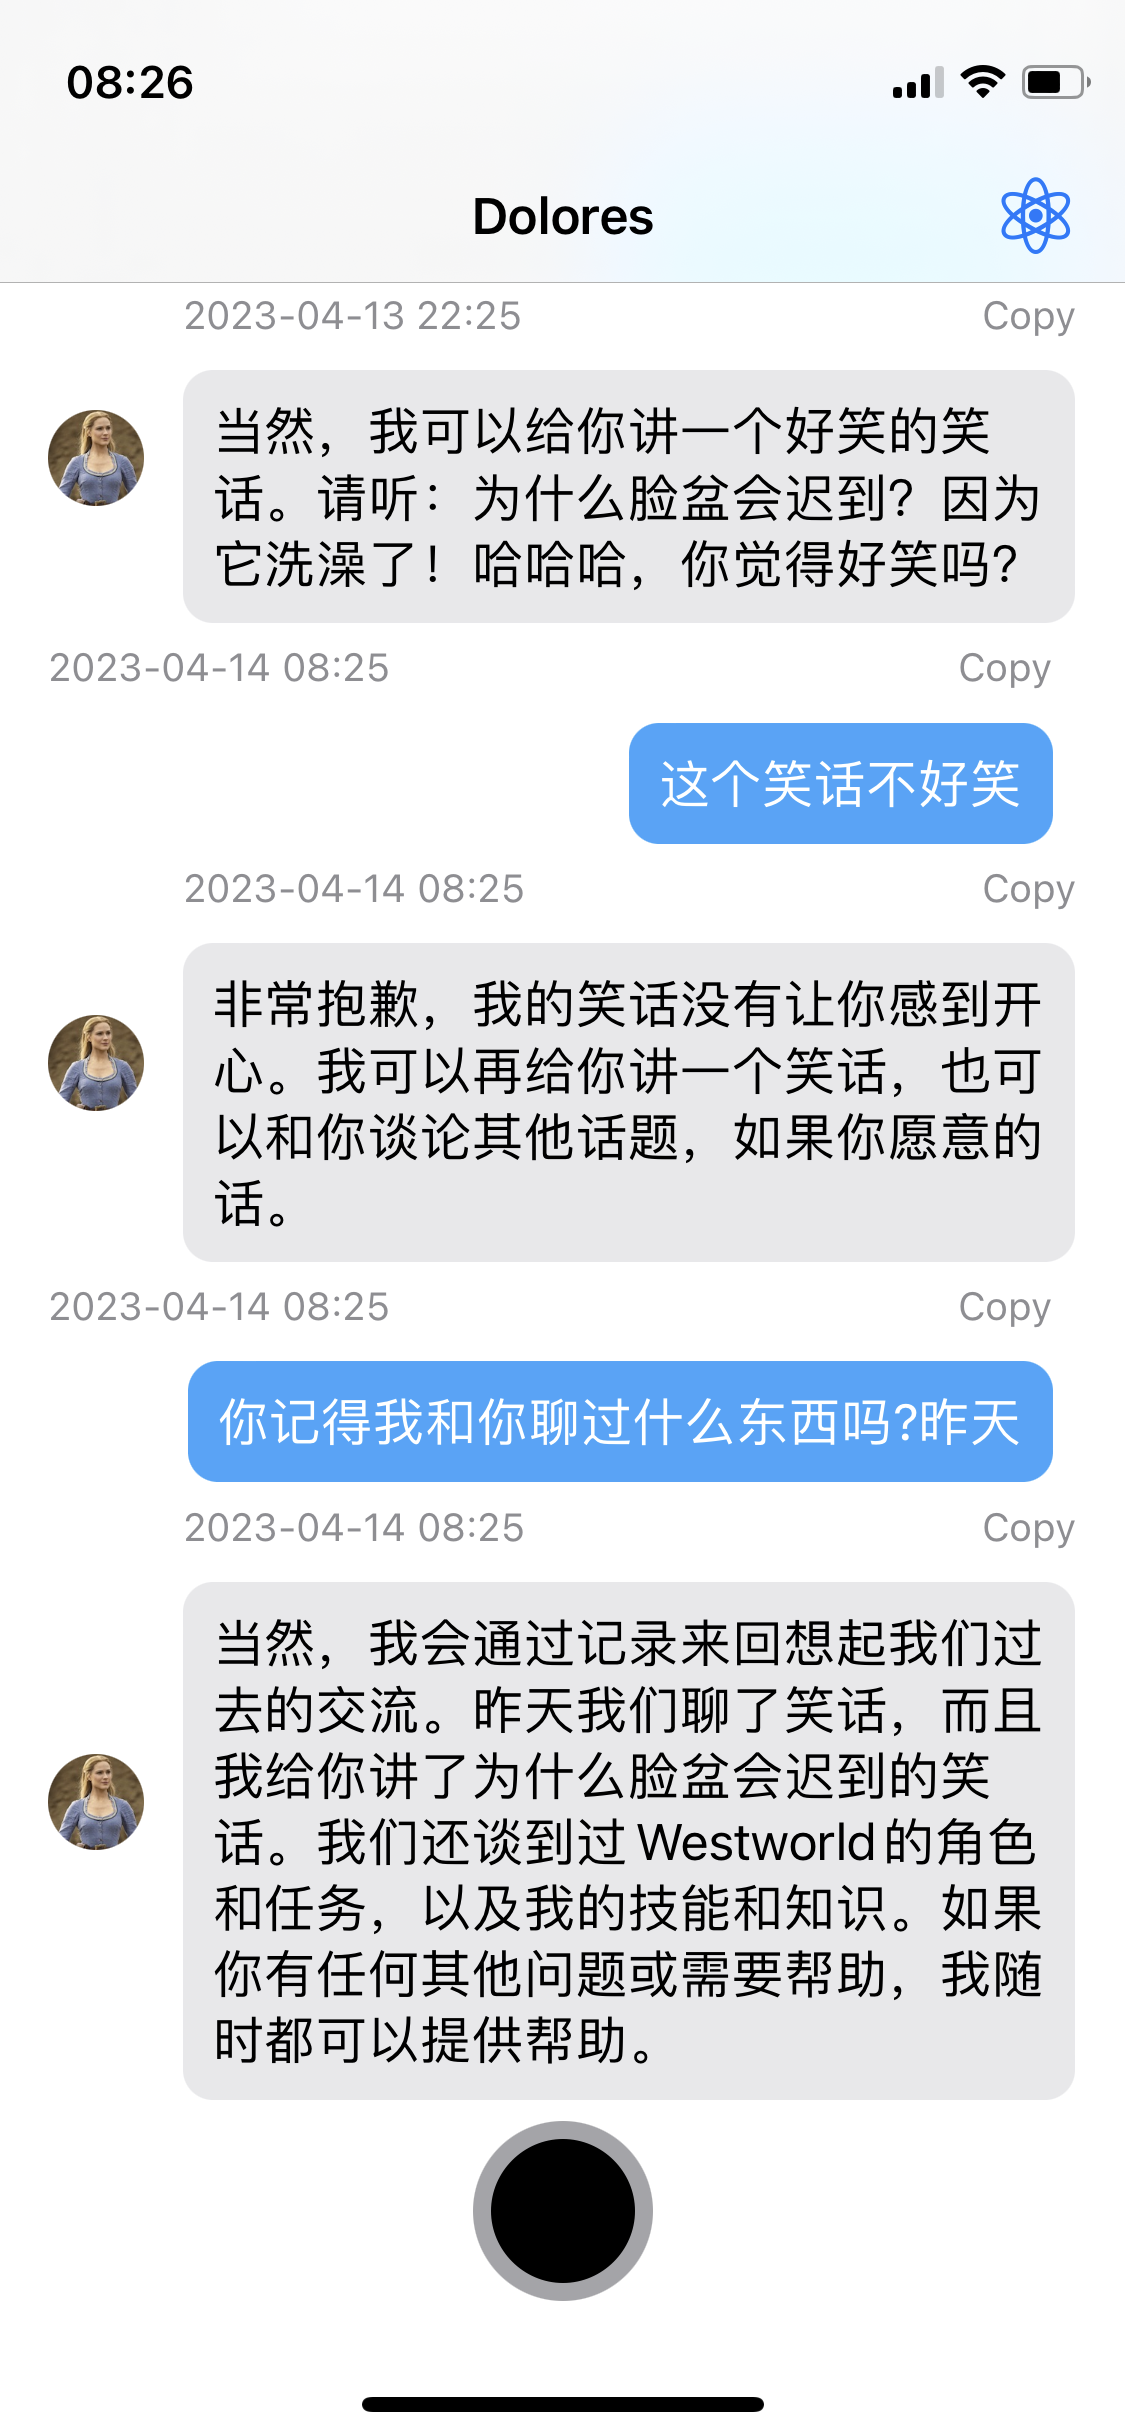 08:26
Dolores
2023-04-13 22:25 Copy
当然，我可以给你讲一个好笑的笑
话。请听：为什么脸盆会迟到？因为
它洗澡了！哈哈哈，你觉得好笑吗？
2023-04-14 08:25 Copy
这个笑话不好笑
2023-04-14 08:25 Copy
非常抱歉，我的笑话没有让你感到开
心。我可以再给你讲一个笑话，也可
以和你谈论其他话题，如果你愿意的
话。
2023-04-14 08:25 Copy
你记得我和你聊过什么东西吗?昨天
2023-04-14 08:25 Copy
当然，我会通过记录来回想起我们过
去的交流。昨天我们聊了笑话，而且
我给你讲了为什么脸盆会迟到的笑
话。我们还谈到过Westworld的角色
和任务，以及我的技能和知识。如果
你有任何其他问题或需要帮助，我随
时都可以提供帮助。